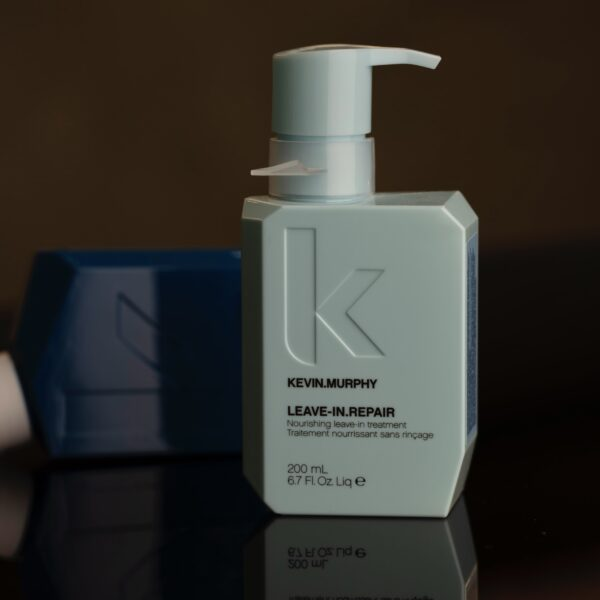 k
KEVIN.MURPHY
LEAVE-IN.REPAIR
Nourishing leave-in treatment
Traitement nourrissant sans rinçage
200 mL
6.7 Fl. Oz. Liq ℮